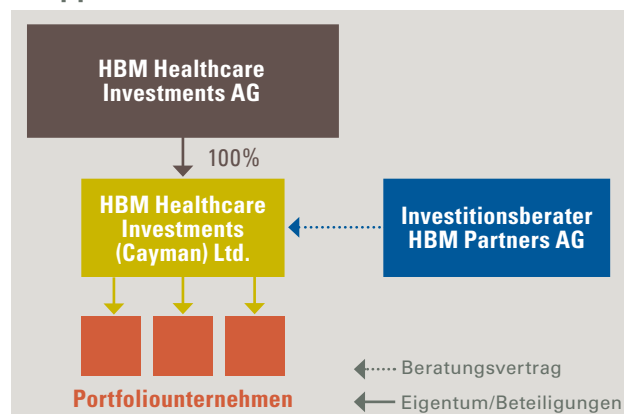 HBM Healthcare
Investments AG
100%
HBM Healthcare
Investments
(Cayman) Ltd.
Investitionsberater
HBM Partners AG
Portfoliounternehmen
Beratungsvertrag
Eigentum/Beteiligungen